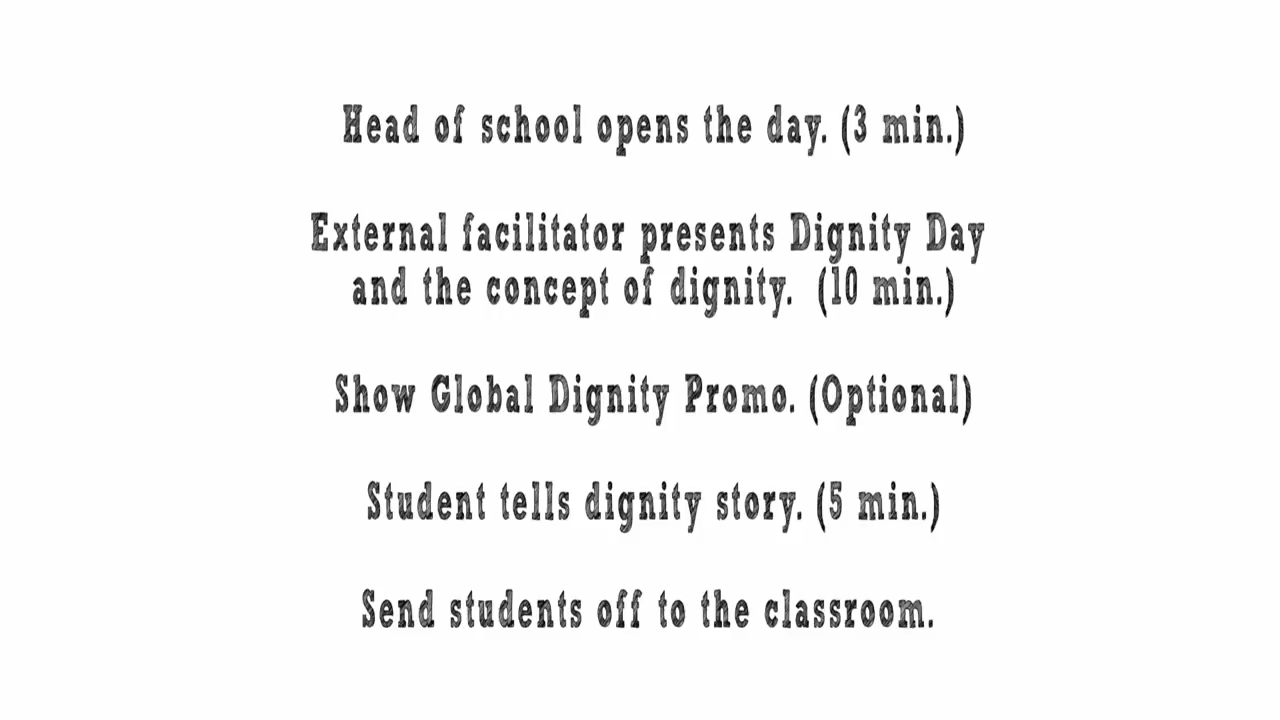 Head of school opens the day. (3 min.)
External facilitator presents Dignity Day
and the concept of dignity.  (10 min.)
Show Global Dignity Promo. (Optional)
Student tells dignity story. (5 min.)
Send students off to the classroom.